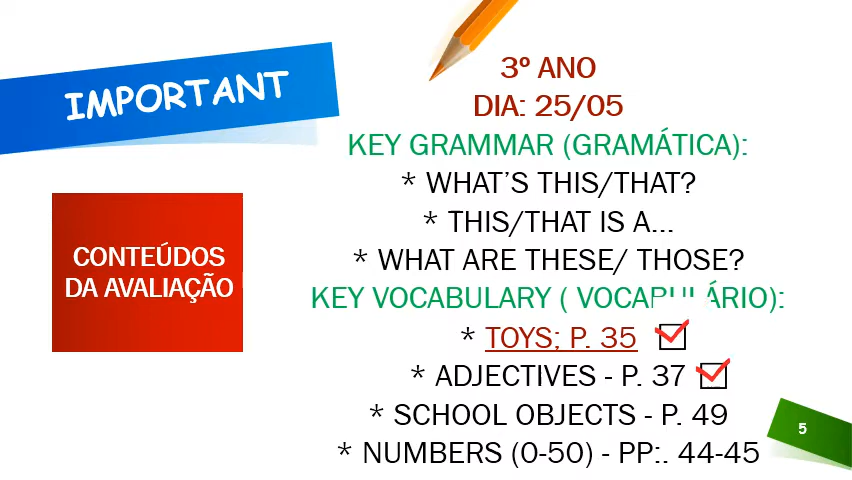 IMPORTANT
CONTEÚDOS
DA AVALIAÇÃO
3º ANO
DIA: 25/05
KEY GRAMMAR (GRAMÁTICA):
* WHAT’S THIS/THAT?
* THIS/THAT IS A...
* WHAT ARE THESE/ THOSE?
KEY VOCABULARY ( VOCABULÁRIO):
* TOYS; P. 35
* ADJECTIVES - P. 37
* SCHOOL OBJECTS - P. 49
* NUMBERS (0-50) - PP:. 44-45
5